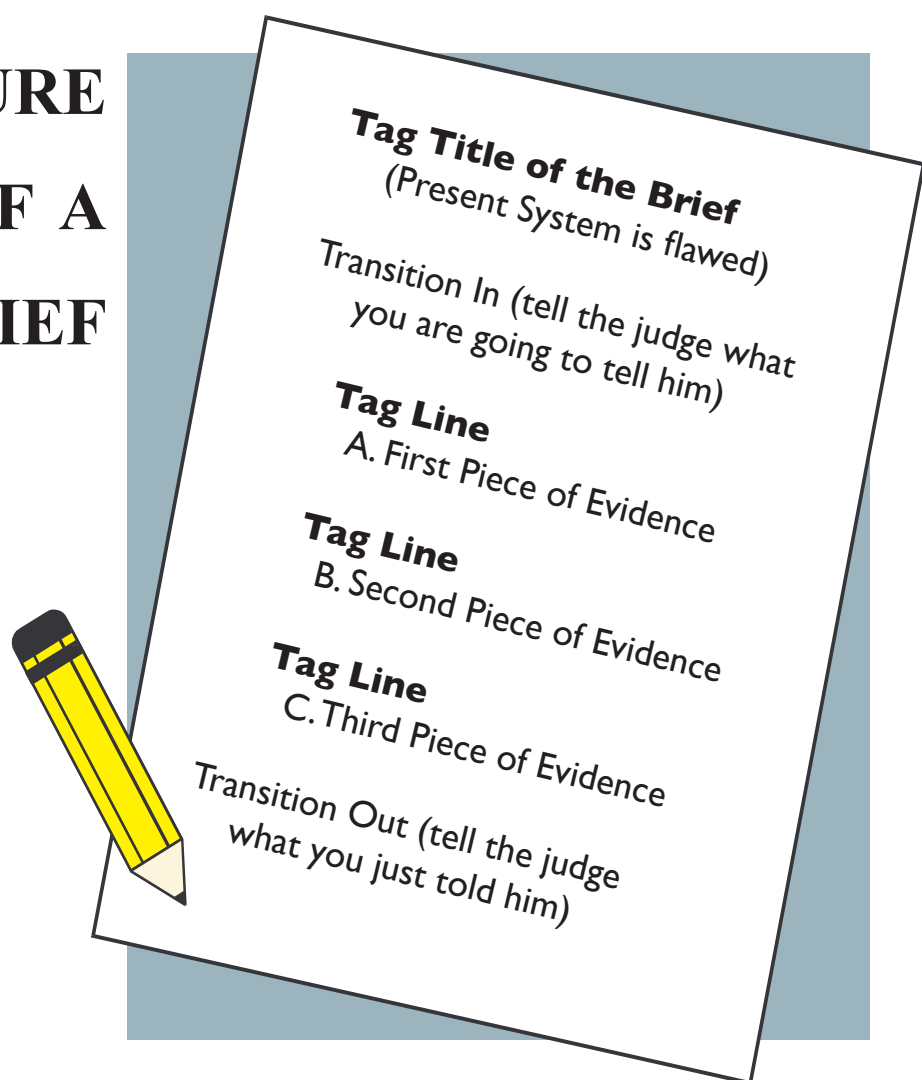 URE
F A
IEF
Tag Title of the Brief
(Present System is flawed)
Transition In (tell the judge what
you are going to tell him)
Tag Line
A. First Piece of Evidence
Tag Line
B. Second Piece of Evidence
Tag Line
C. Third Piece of Evidence
Transition Out (tell the judge
what you just told him)